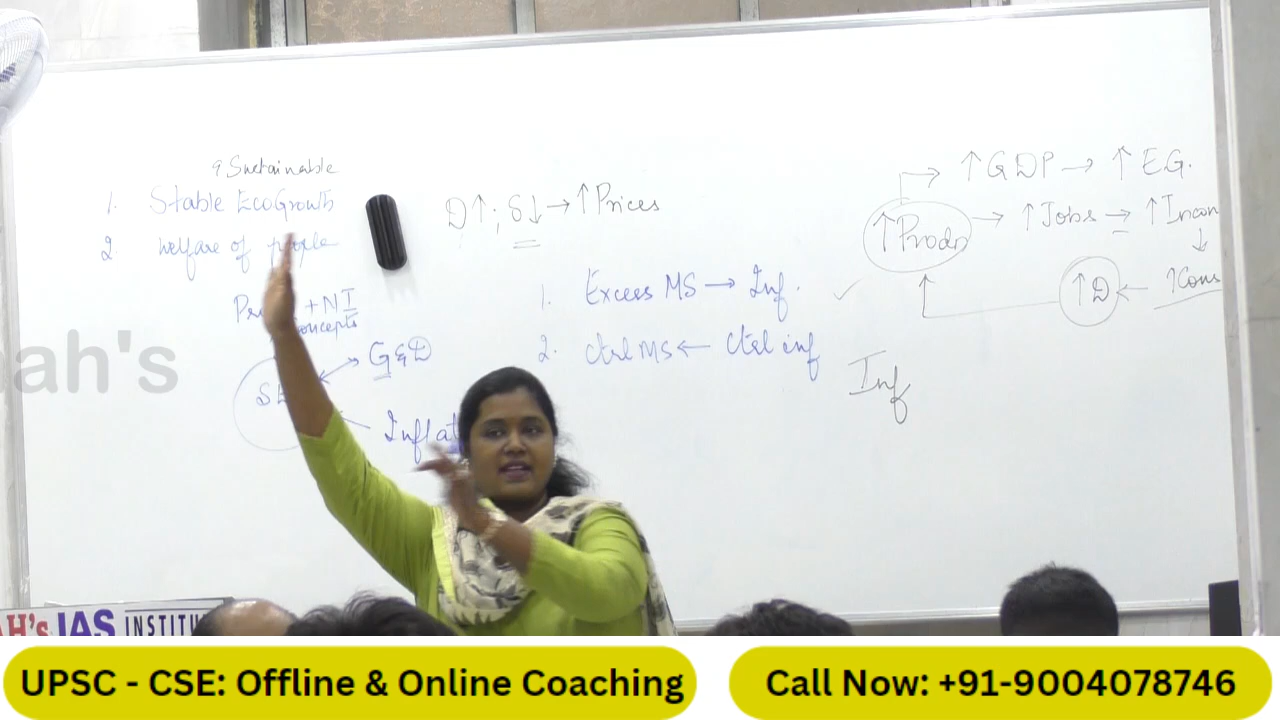 & Sustainable
1. Stable EcoGrowth
2. Welfare of people
+NI
concepts
G&D
Inflat
D↑; S↓ → ↑Prices
1. Excess MS → Inf.
2. Ctrl MS ← Ctrl inf
↑GDP → ↑EG.
↑Prodn → ↑Jobs → ↑Incom
↓
↑D ← ↑Cons
Inf
ah's
AH's IAS INSTITU
UPSC - CSE: Offline & Online Coaching
Call Now: +91-9004078746